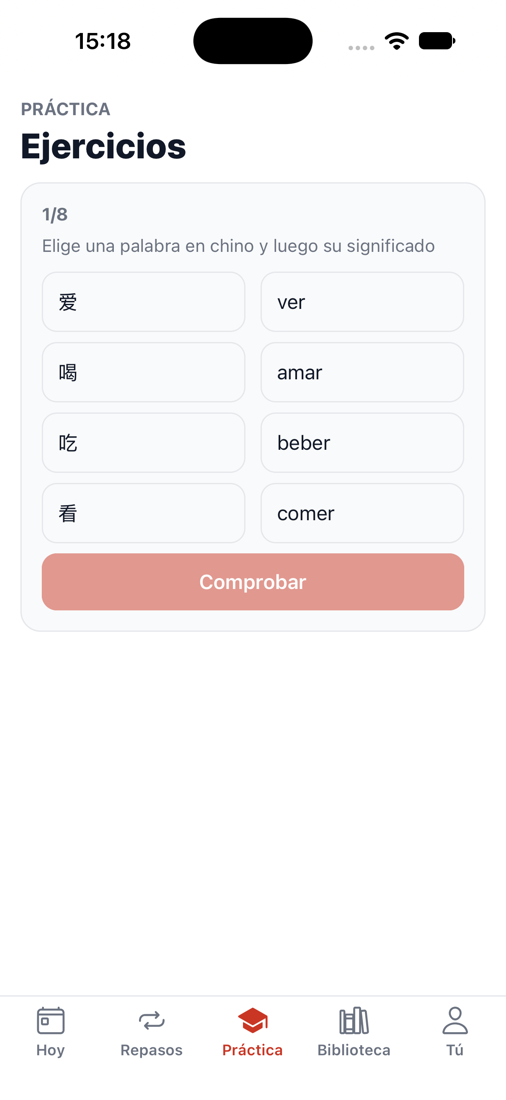 15:18
PRÁCTICA
Ejercicios
1/8
Elige una palabra en chino y luego su significado
爱 ver
喝 amar
吃 beber
看 comer
Comprobar
Hoy Repasos Práctica Biblioteca Tú